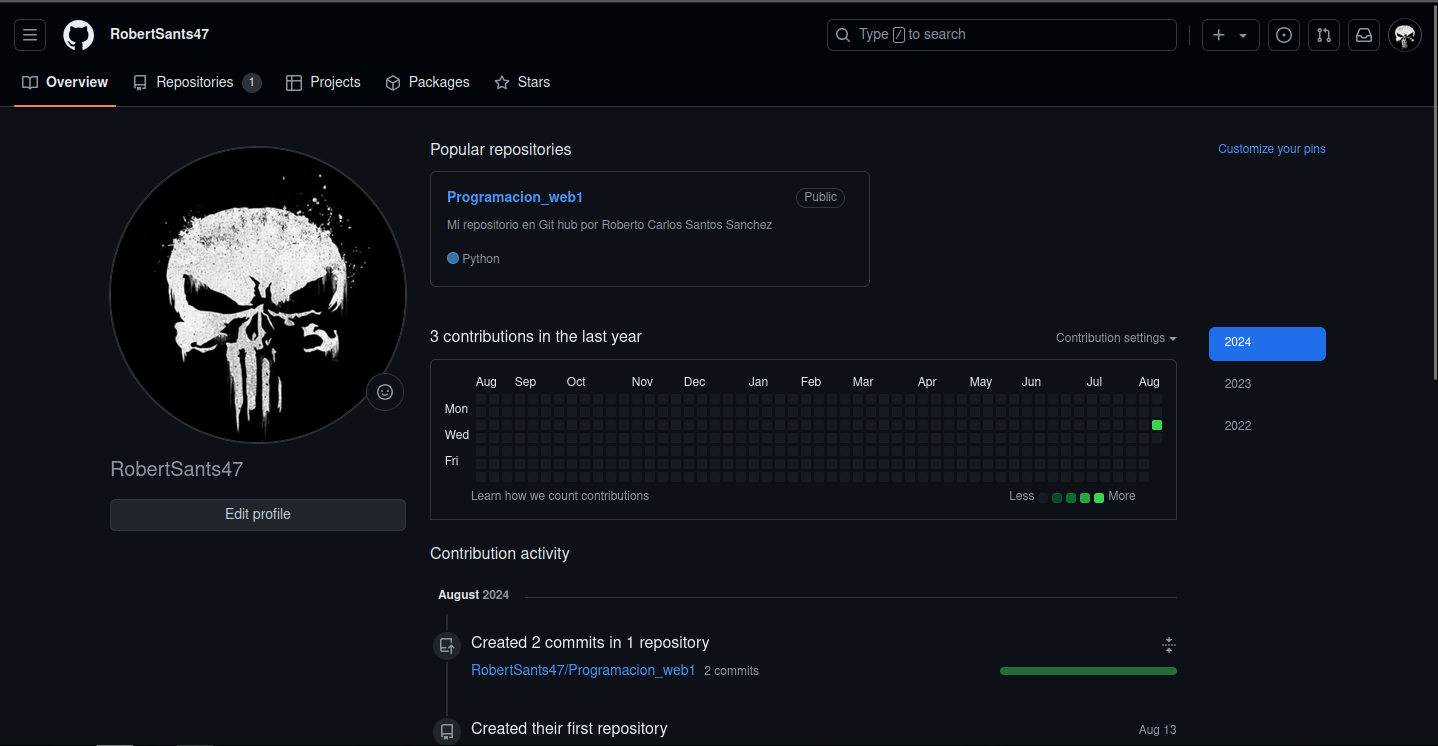 RobertSants47
Type / to search
Overview
Repositories 1
Projects
Packages
Stars
Popular repositories
Customize your pins
Programacion_web1
Public
Mi repositorio en Git hub por Roberto Carlos Santos Sanchez
Python
3 contributions in the last year
Contribution settings
2024
2023
2022
Aug Sep Oct Nov Dec Jan Feb Mar Apr May Jun Jul Aug
Mon
Wed
Fri
Learn how we count contributions
Less
More
RobertSants47
Edit profile
Contribution activity
August 2024
Created 2 commits in 1 repository
RobertSants47/Programacion_web1 2 commits
Created their first repository
Aug 13